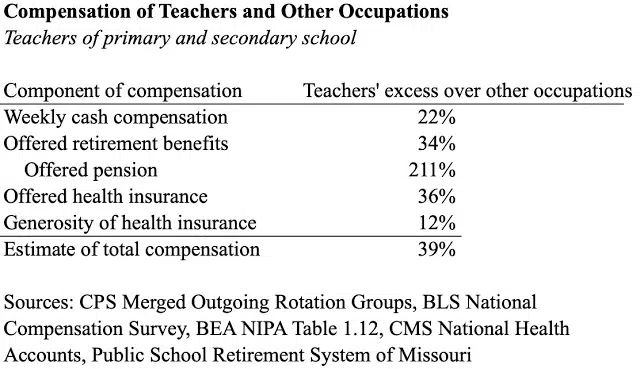 Compensation of Teachers and Other Occupations
Teachers of primary and secondary school
Component of compensation Teachers' excess over other occupations
Weekly cash compensation 22%
Offered retirement benefits 34%
Offered pension 211%
Offered health insurance 36%
Generosity of health insurance 12%
Estimate of total compensation 39%
Sources: CPS Merged Outgoing Rotation Groups, BLS National
Compensation Survey, BEA NIPA Table 1.12, CMS National Health
Accounts, Public School Retirement System of Missouri